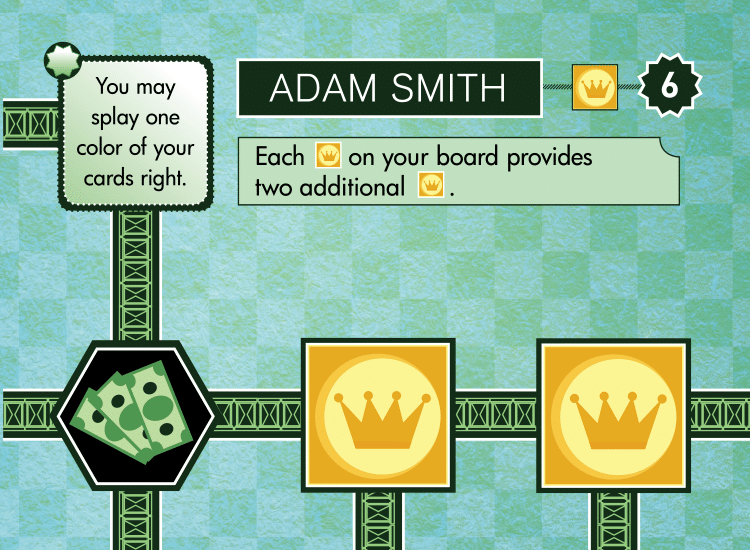 You may
splay one
color of your
cards right.
ADAM SMITH
6
Each on your board provides
two additional .